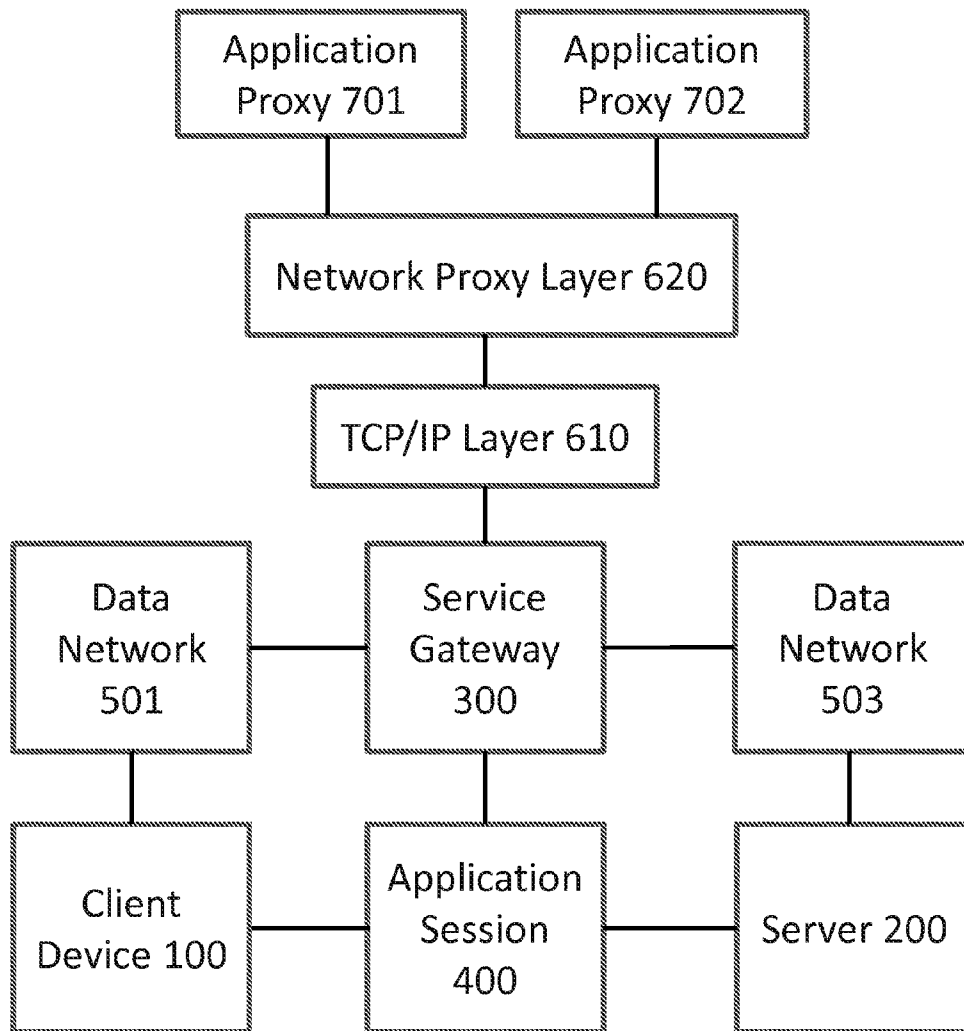 Application
Proxy 701
Application
Proxy 702
Network Proxy Layer 620
TCP/IP Layer 610
Data
Network
501
Service
Gateway
300
Data
Network
503
Client
Device 100
Application
Session
400
Server 200